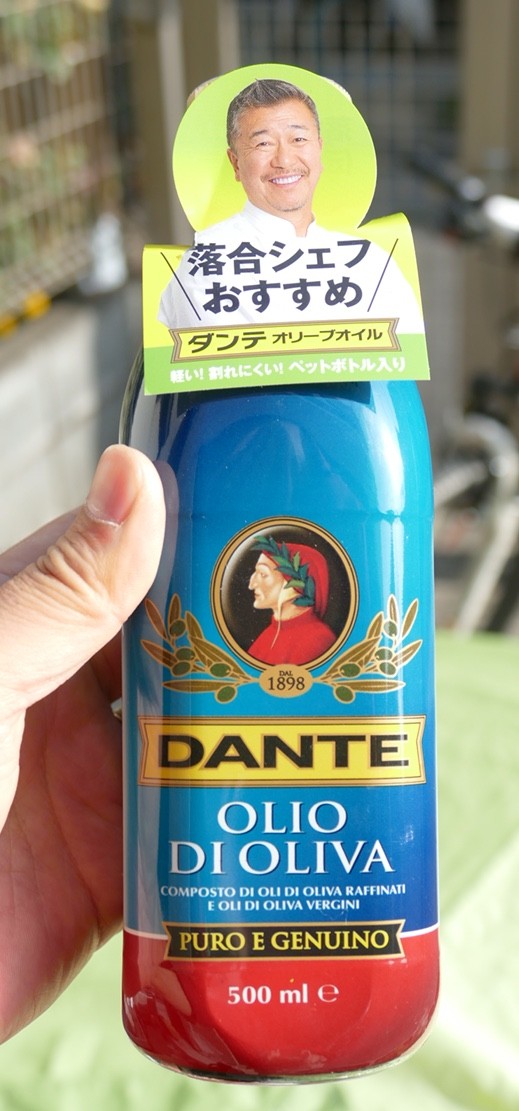 落合シェフ
おすすめ
ダンテ オリーブオイル
軽い! 割れにくい! ペットボトル入り
DAL
1898
DANTE
OLIO
DI OLIVA
COMPOSTO DI OLI DI OLIVA RAFFINATI
E OLI DI OLIVA VERGINI
PURO E GENUINO
500 ml ℮